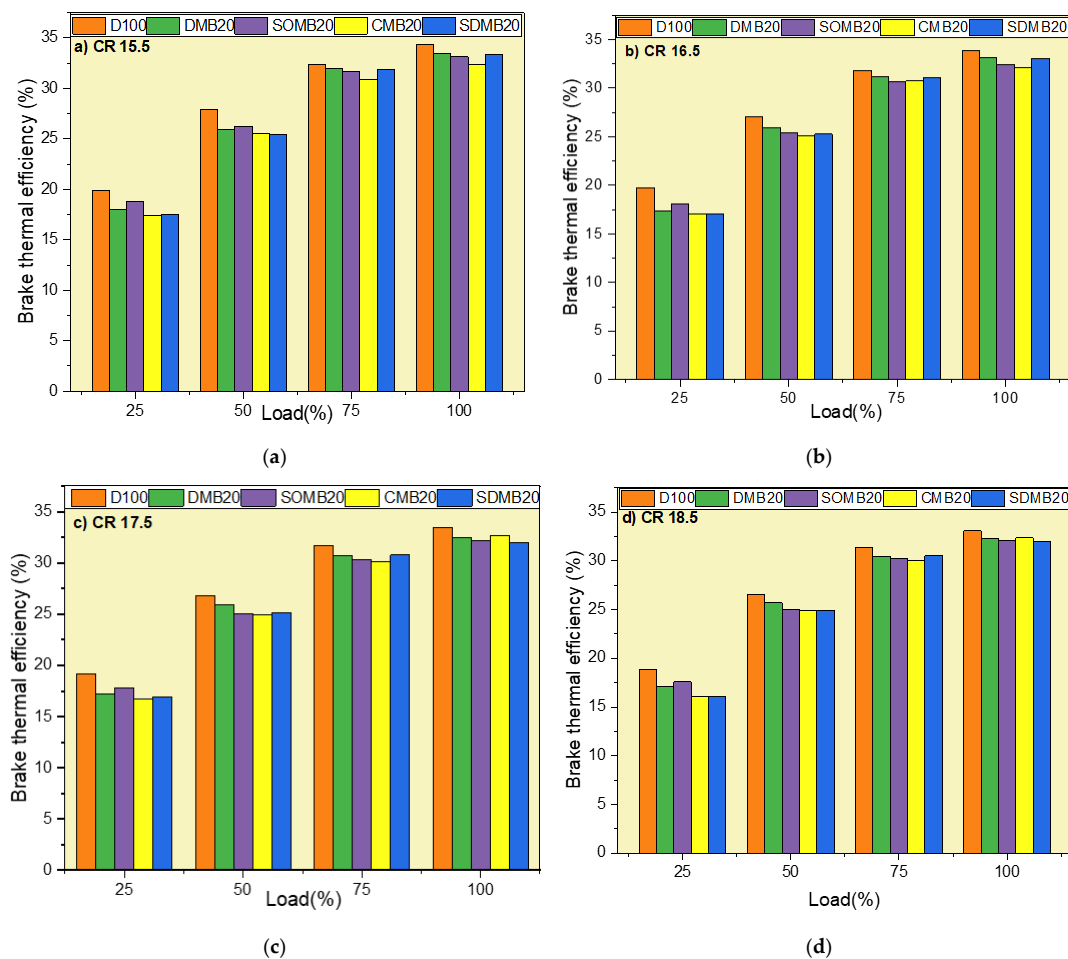 D100 DMB20 SOMB20 CMB20 SDMB20
a) CR 15.5
Brake thermal efficiency (%)
35
30
25
20
15
10
5
0
25 50 75 100
Load(%)
(a)
D100 DMB20 SOMB20 CMB20 SDMB20
b) CR 16.5
Brake thermal efficiency (%)
35
30
25
20
15
10
5
0
25 50 75 100
Load(%)
(b)
D100 DMB20 SOMB20 CMB20 SDMB20
c) CR 17.5
Brake thermal efficiency (%)
35
30
25
20
15
10
5
0
25 50 75 100
Load(%)
(c)
D100 DMB20 SOMB20 CMB20 SDMB20
d) CR 18.5
Brake thermal efficiency (%)
35
30
25
20
15
10
5
0
25 50 75 100
Load(%)
(d)